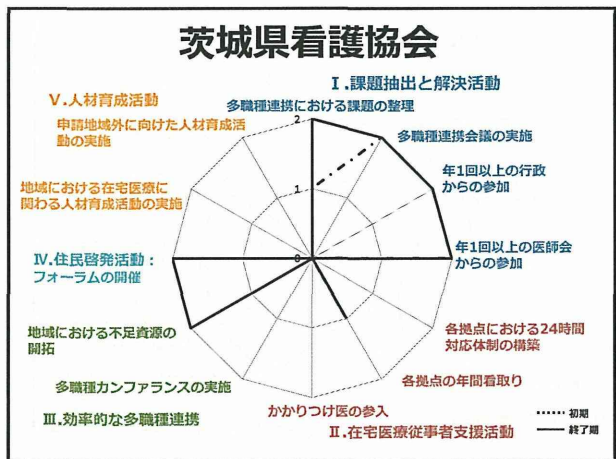 茨城県看護協会
Ⅰ.課題抽出と解決活動
Ⅴ.人材育成活動
多職種連携における課題の整理
申請地域外に向けた人材育成活
動の実施
2
多職種連携会議の実施
年1回以上の行政
からの参加
地域における在宅医療に
関わる人材育成活動の実施
1
Ⅳ.住民啓発活動：
フォーラムの開催
0
年1回以上の医師会
からの参加
地域における不足資源の
開拓
各拠点における24時間
対応体制の構築
多職種カンファランスの実施
各拠点の年間看取り
かかりつけ医の参入
Ⅲ.効率的な多職種連携
Ⅱ.在宅医療従事者支援活動
初期
終了期